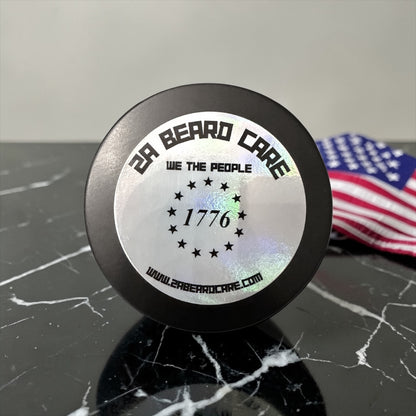 2A BEARD CARE
WE THE PEOPLE
1776
WWW.2ABEARDCARE.COM